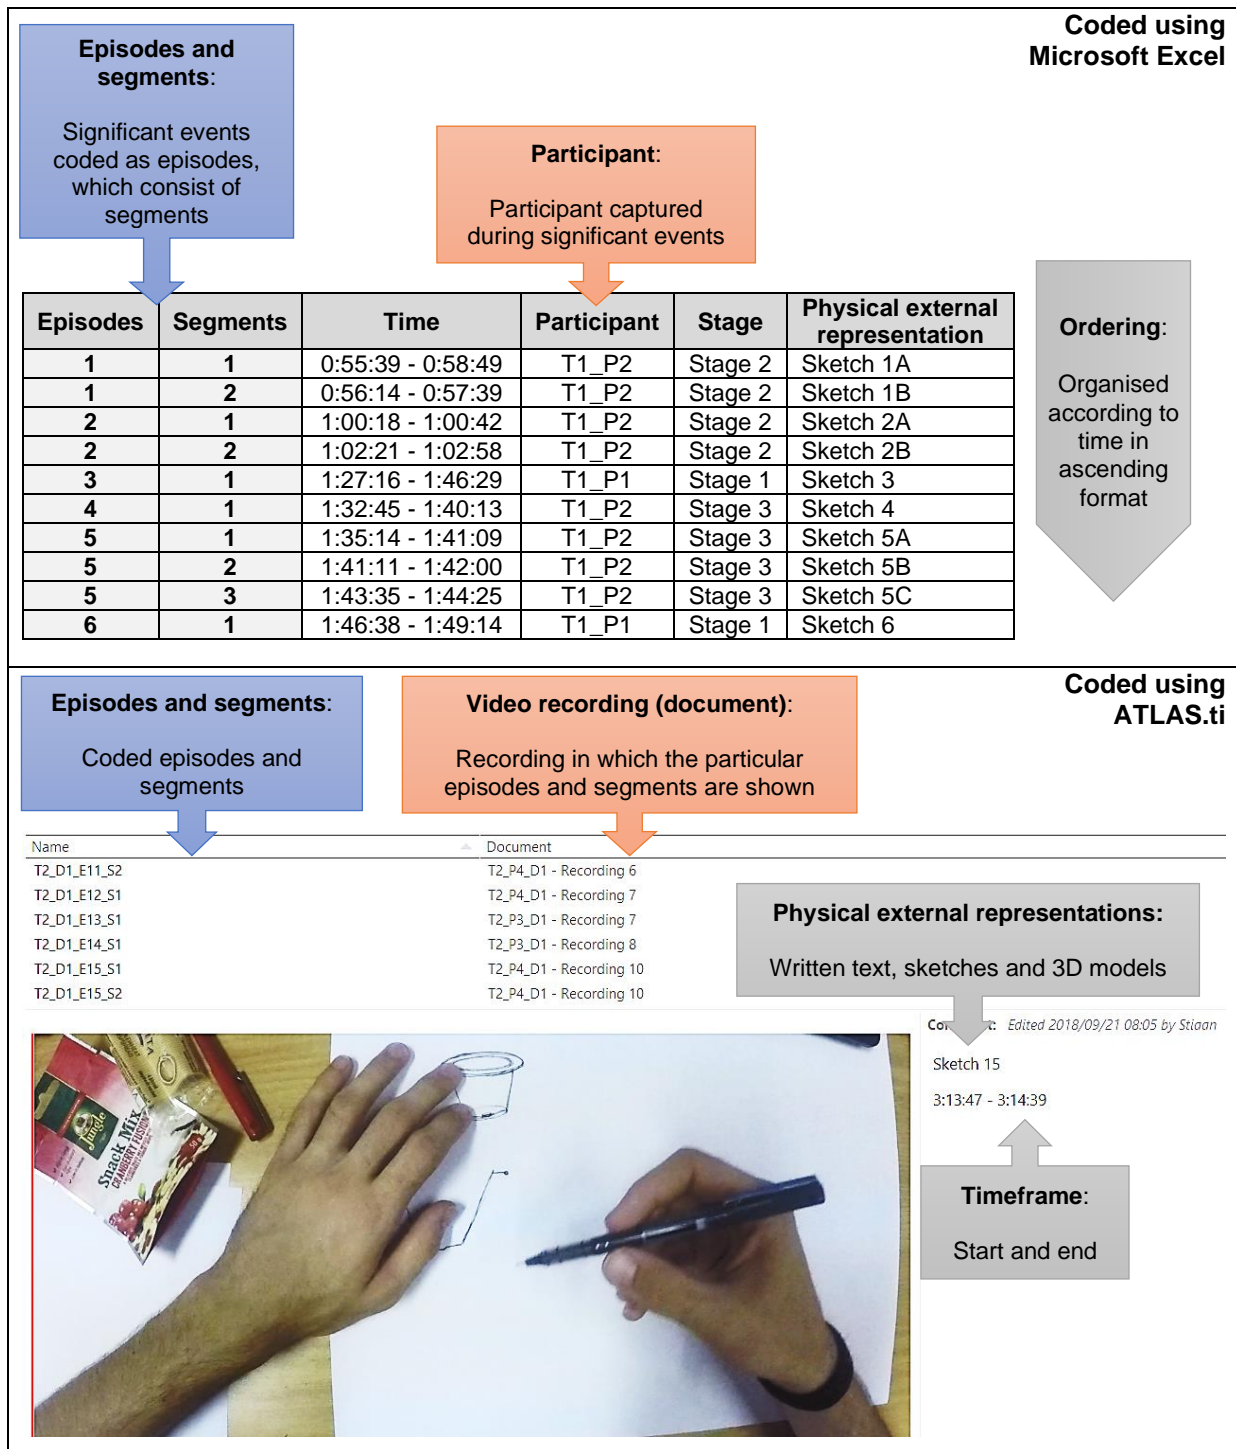 Coded using
Microsoft Excel
Episodes and
segments:
Significant events
coded as episodes,
which consist of
segments
Participant:
Participant captured
during significant events
Episodes Segments Time Participant Stage Physical external
representation
1 1 0:55:39 - 0:58:49 T1_P2 Stage 2 Sketch 1A
1 2 0:56:14 - 0:57:39 T1_P2 Stage 2 Sketch 1B
2 1 1:00:18 - 1:00:42 T1_P2 Stage 2 Sketch 2A
2 2 1:02:21 - 1:02:58 T1_P2 Stage 2 Sketch 2B
3 1 1:27:16 - 1:46:29 T1_P1 Stage 1 Sketch 3
4 1 1:32:45 - 1:40:13 T1_P2 Stage 3 Sketch 4
5 1 1:35:14 - 1:41:09 T1_P2 Stage 3 Sketch 5A
5 2 1:41:11 - 1:42:00 T1_P2 Stage 3 Sketch 5B
5 3 1:43:35 - 1:44:25 T1_P2 Stage 3 Sketch 5C
6 1 1:46:38 - 1:49:14 T1_P1 Stage 1 Sketch 6
Ordering:
Organised
according to
time in
ascending
format
Coded using
ATLAS.ti
Episodes and segments:
Coded episodes and
segments
Video recording (document):
Recording in which the particular
episodes and segments are shown
Name Document
T2_D1_E11_S2 T2_P4_D1 - Recording 6
T2_D1_E12_S1 T2_P4_D1 - Recording 7
T2_D1_E13_S1 T2_P3_D1 - Recording 7
T2_D1_E14_S1 T2_P3_D1 - Recording 8
T2_D1_E15_S1 T2_P4_D1 - Recording 10
T2_D1_E15_S2 T2_P4_D1 - Recording 10
Physical external representations:
Written text, sketches and 3D models
Edited 2018/09/21 08:05 by Stiaan
Sketch 15
3:13:47 - 3:14:39
Timeframe:
Start and end
Jungle
Snack Mix
CRANBERRY FUSION